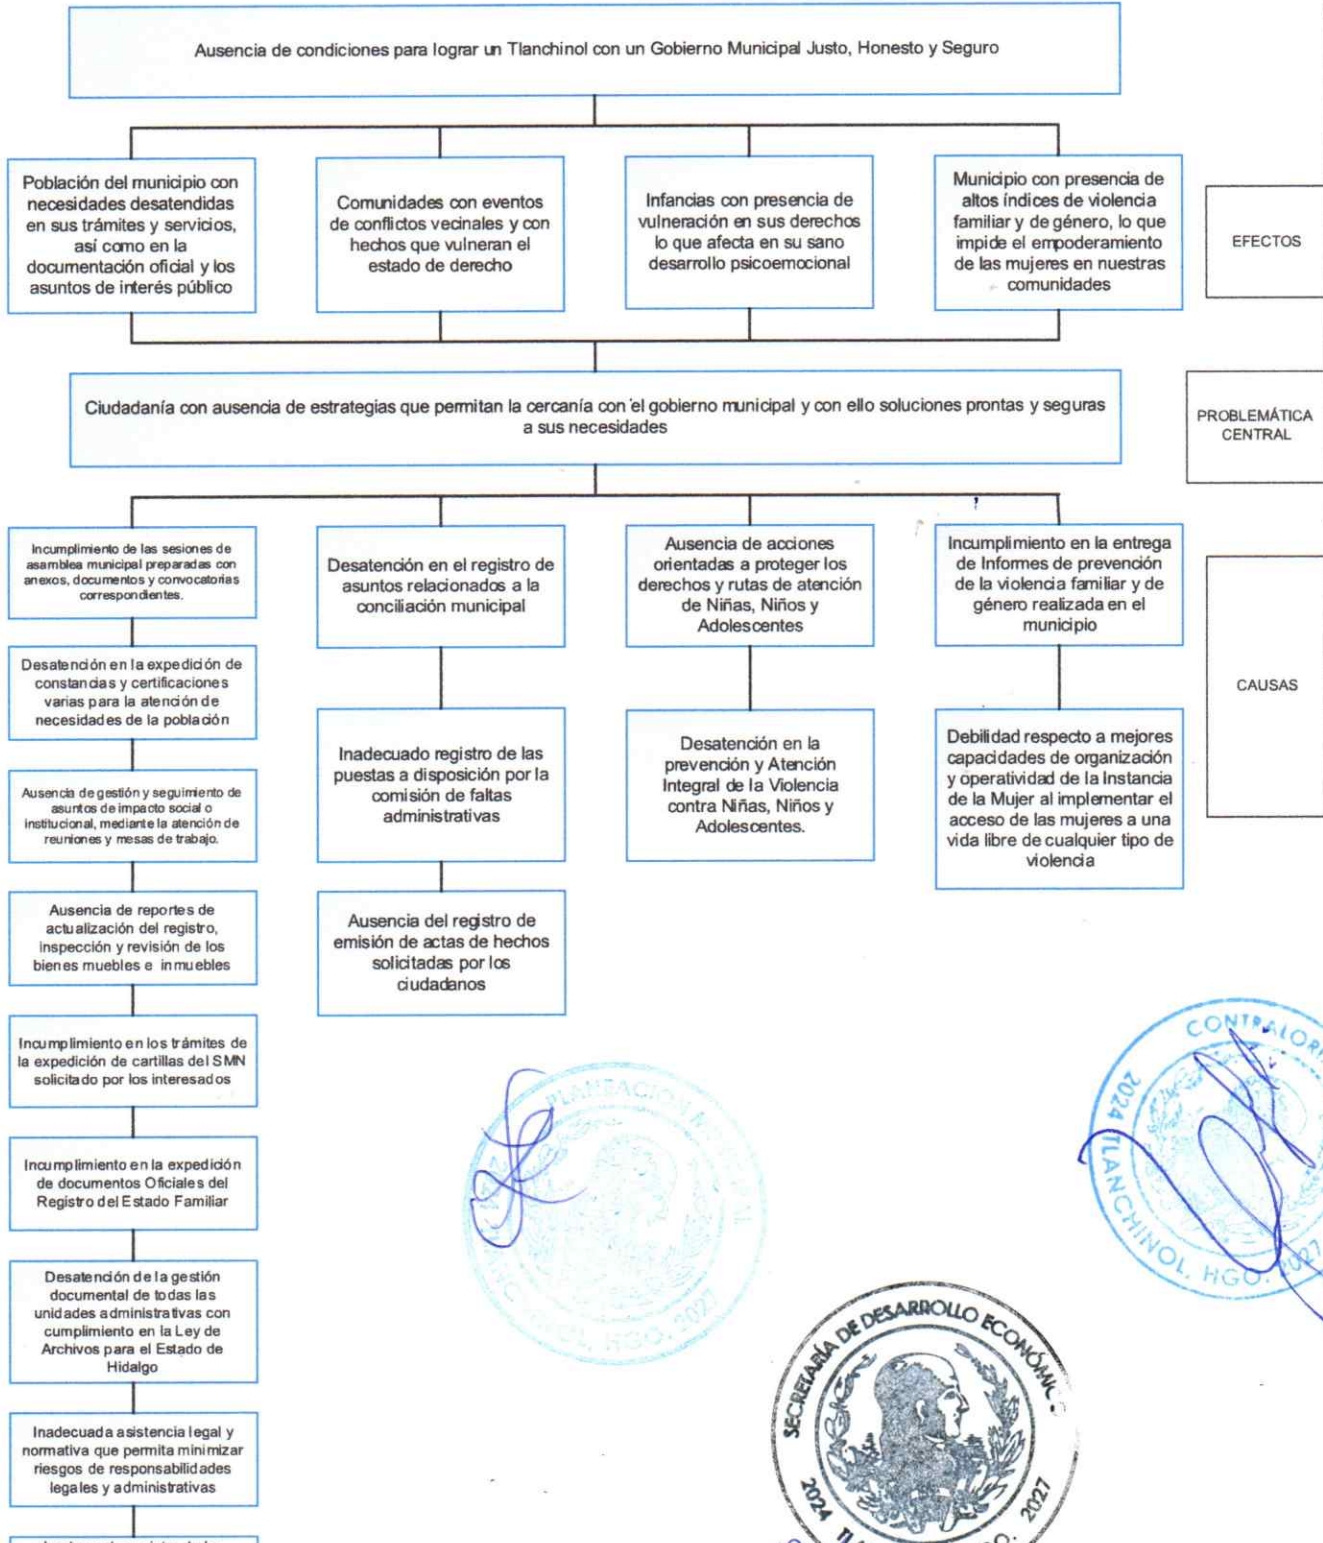 Ausencia de condiciones para lograr un Tlanchinol con un Gobierno Municipal Justo, Honesto y Seguro
Población del municipio con
necesidades desatendidas
en sus trámites y servicios,
así como en la
documentación oficial y los
asuntos de interés público
Comunidades con eventos
de conflictos vecinales y con
hechos que vulneran el
estado de derecho
Infancias con presencia de
vulneración en sus derechos
lo que afecta en su sano
desarrollo psicoemocional
Municipio con presencia de
altos índices de violencia
familiar y de género, lo que
impide el empoderamiento
de las mujeres en nuestras
comunidades
EFECTOS
Ciudadanía con ausencia de estrategias que permitan la cercanía con el gobierno municipal y con ello soluciones prontas y seguras
a sus necesidades
PROBLEMÁTICA
CENTRAL
Incumplimiento de las sesiones de
asamblea municipal preparadas con
anexos, documentos y convocatorias
correspondientes.
Desatención en la expedición de
constancias y certificaciones
varias para la atención de
necesidades de la población
Ausencia de gestión y seguimiento de
asuntos de impacto social o
institucional, mediante la atención de
reuniones y mesas de trabajo.
Ausencia de reportes de
actualización del registro,
inspección y revisión de los
bienes muebles e inmuebles
Incumplimiento en los trámites de
la expedición de cartillas del SMN
solicitado por los interesados
Incumplimiento en la expedición
de documentos Oficiales del
Registro del Estado Familiar
Desatención de la gestión
documental de todas las
unidades administrativas con
cumplimiento en la Ley de
Archivos para el Estado de
Hidalgo
Inadecuada asistencia legal y
normativa que permita minimizar
riesgos de responsabilidades
legales y administrativas
Desatención en el registro de
asuntos relacionados a la
conciliación municipal
Inadecuado registro de las
puestas a disposición por la
comisión de faltas
administrativas
Ausencia del registro de
emisión de actas de hechos
solicitadas por los
ciudadanos
Ausencia de acciones
orientadas a proteger los
derechos y rutas de atención
de Niñas, Niños y
Adolescentes
Desatención en la
prevención y Atención
Integral de la Violencia
contra Niñas, Niños y
Adolescentes.
Incumplimiento en la entrega
de Informes de prevención
de la violencia familiar y de
género realizada en el
municipio
Debilidad respecto a mejores
capacidades de organización
y operatividad de la Instancia
de la Mujer al implementar el
acceso de las mujeres a una
vida libre de cualquier tipo de
violencia
CAUSAS
PLANEACION
HGO. 2027
CONTRALOR
2024 TLANCHINOL, HGO. 2027
SECRETARÍA DE DESARROLLO ECONÓMIC
2024 HGO. 2027